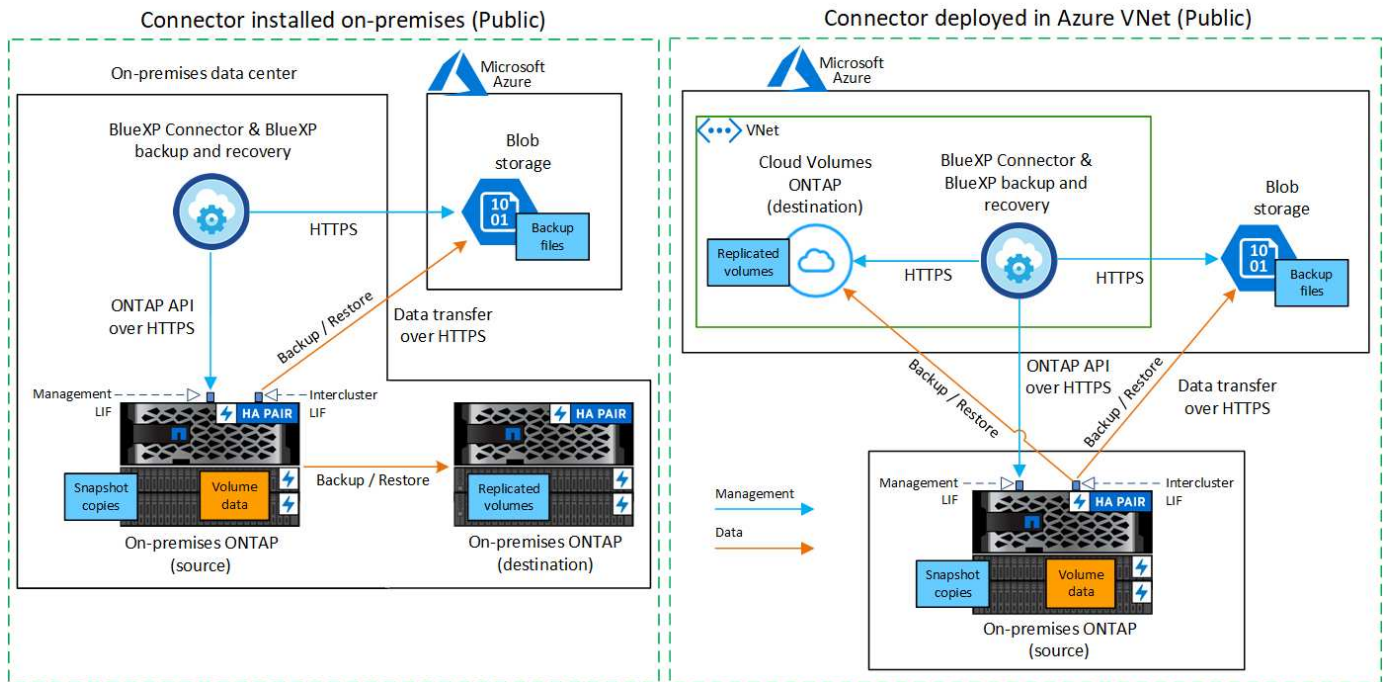 Connector installed on-premises (Public)
On-premises data center
Microsoft
Azure
BlueXP Connector & BlueXP
backup and recovery
Blob
storage
10
01
Backup
files
HTTPS
ONTAP API
over HTTPS
Backup / Restore
Data transfer
over HTTPS
Management
LIF
Intercluster
LIF
HA PAIR
HA PAIR
Snapshot
copies
Volume
data
Backup / Restore
Replicated
volumes
On-premises ONTAP
(source)
On-premises ONTAP
(destination)
Connector deployed in Azure VNet (Public)
Microsoft
Azure
VNet
Cloud Volumes
ONTAP
(destination)
BlueXP Connector &
BlueXP backup and
recovery
Blob
storage
Replicated
volumes
HTTPS
HTTPS
10
01
Backup
files
Backup / Restore
ONTAP API
over HTTPS
Backup / Restore
Data transfer
over HTTPS
Management
Data
Management
LIF
Intercluster
LIF
HA PAIR
Snapshot
copies
Volume
data
On-premises ONTAP
(source)